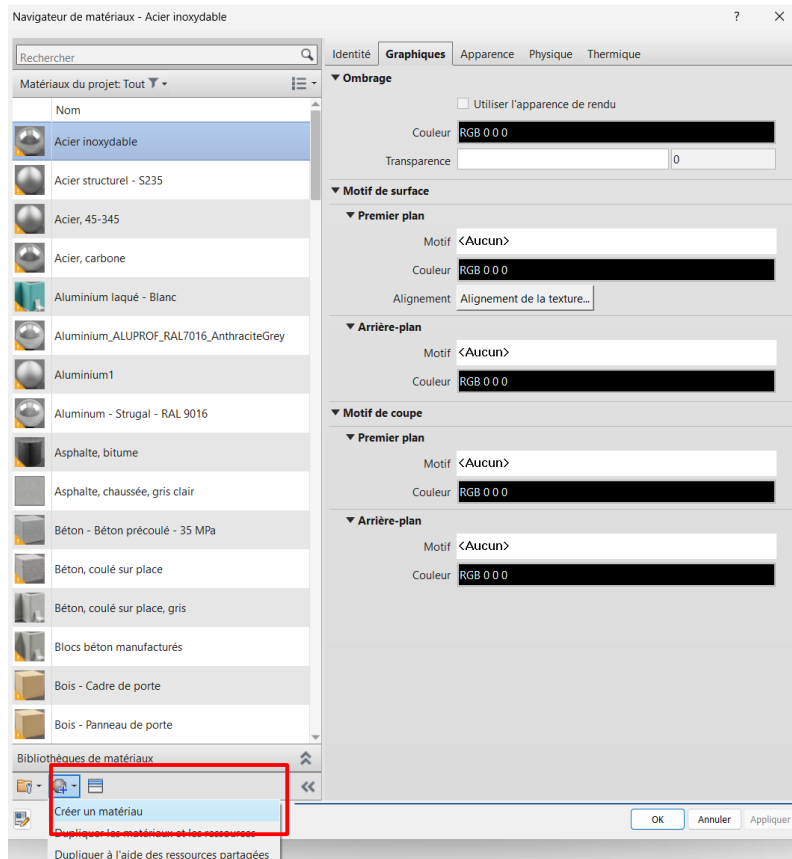 Navigateur de matériaux - Acier inoxydable
?
Rechercher
Matériaux du projet: Tout
Nom
Acier inoxydable
Acier structurel - S235
Acier, 45-345
Acier, carbone
Aluminium laqué - Blanc
Aluminium_ALUPROF_RAL7016_AnthraciteGrey
Aluminium1
Aluminum - Strugal - RAL 9016
Asphalte, bitume
Asphalte, chaussée, gris clair
Béton - Béton précoulé - 35 MPa
Béton, coulé sur place
Béton, coulé sur place, gris
Blocs béton manufacturés
Bois - Cadre de porte
Bois - Panneau de porte
Bibliothèques de matériaux
Créer un matériau
Dupliquer les matériaux et les ressources
Dupliquer à l'aide des ressources partagées
Identité Graphiques Apparence Physique Thermique
Ombrage
Utiliser l'apparence de rendu
Couleur RGB 0 0 0
Transparence 0
Motif de surface
Premier plan
Motif <Aucun>
Couleur RGB 0 0 0
Alignement Alignement de la texture...
Arrière-plan
Motif <Aucun>
Couleur RGB 0 0 0
Motif de coupe
Premier plan
Motif <Aucun>
Couleur RGB 0 0 0
Arrière-plan
Motif <Aucun>
Couleur RGB 0 0 0
OK Annuler Appliquer